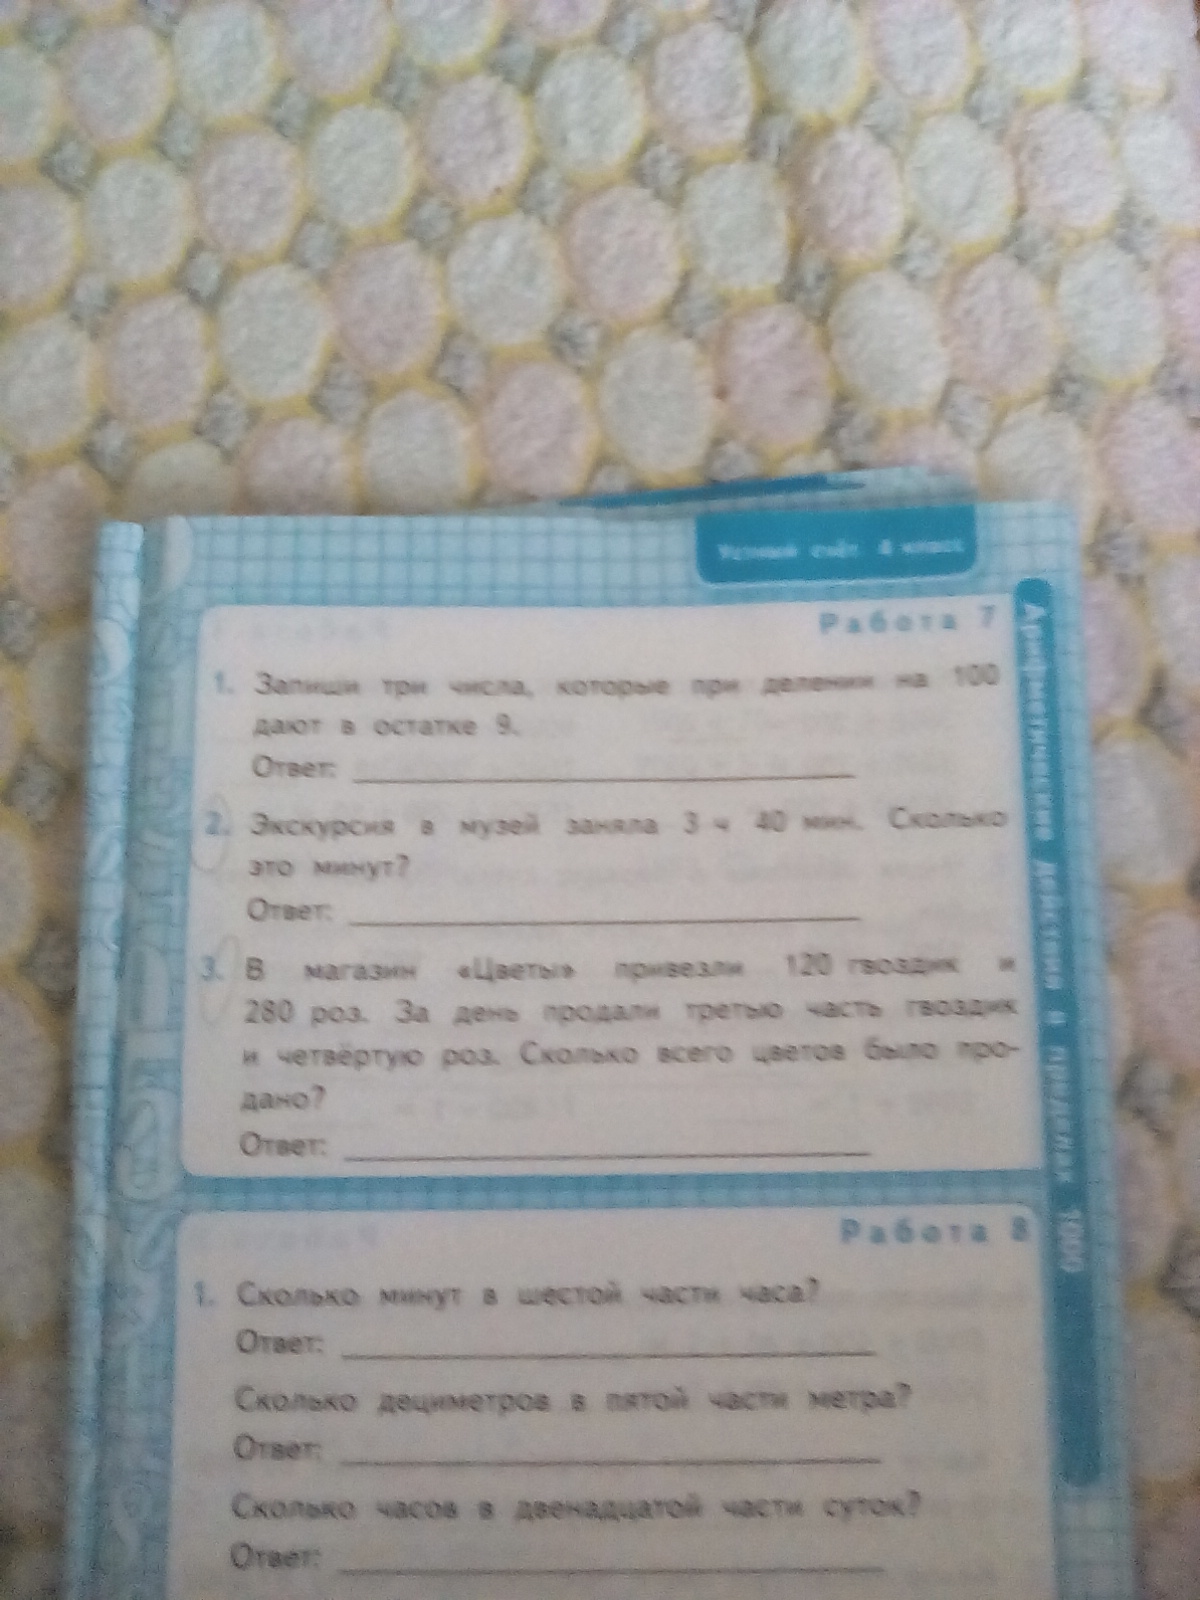 Устный счёт 4 класс
Работа 7
1. Запиши три числа, которые при делении на 100
дают в остатке 9.
Ответ:
2. Экскурсия в музей заняла 3 ч 40 мин. Сколько
это минут?
Ответ:
3. В магазин «Цветы» привезли 120 гвоздик и
280 роз. За день продали третью часть гвоздик
и четвёртую роз. Сколько всего цветов было про-
дано?
Ответ:
Работа 8
1. Сколько минут в шестой части часа?
Ответ:
Сколько дециметров в пятой части метра?
Ответ:
Сколько часов в двенадцатой части суток?
Ответ:
Арифметические действия в пределах 1000